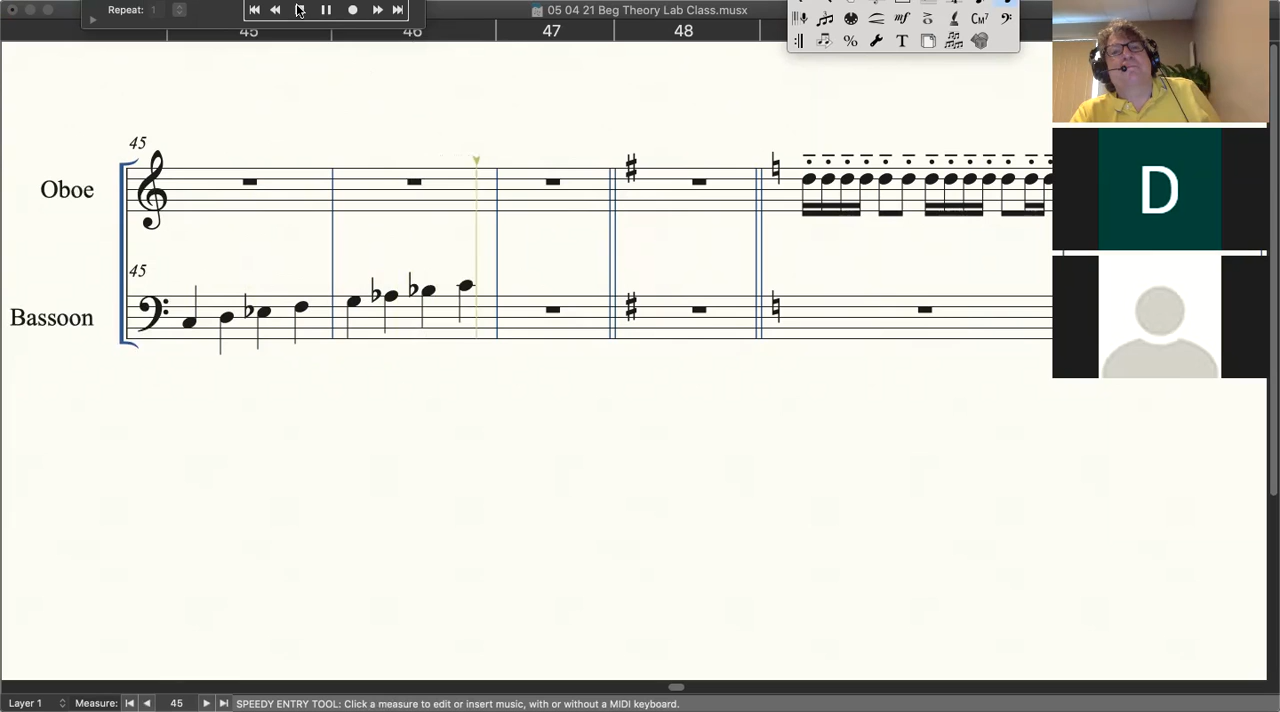 Repeat: 1
05 04 21 Beg Theory Lab Class.musx
45 46 47 48
mf CM7
% T
45
Oboe
D
45
Bassoon
Layer 1 Measure: 45 SPEEDY ENTRY TOOL: Click a measure to edit or insert music, with or without a MIDI keyboard.